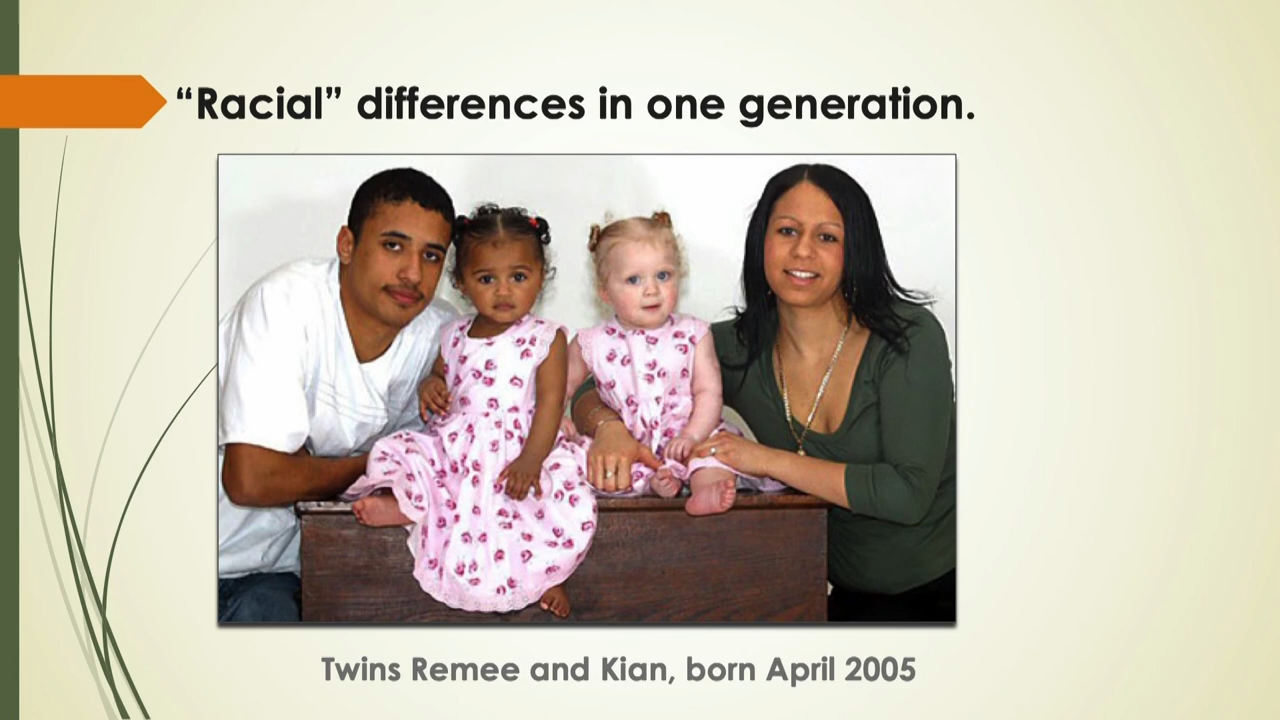 “Racial” differences in one generation.
Twins Remee and Kian, born April 2005